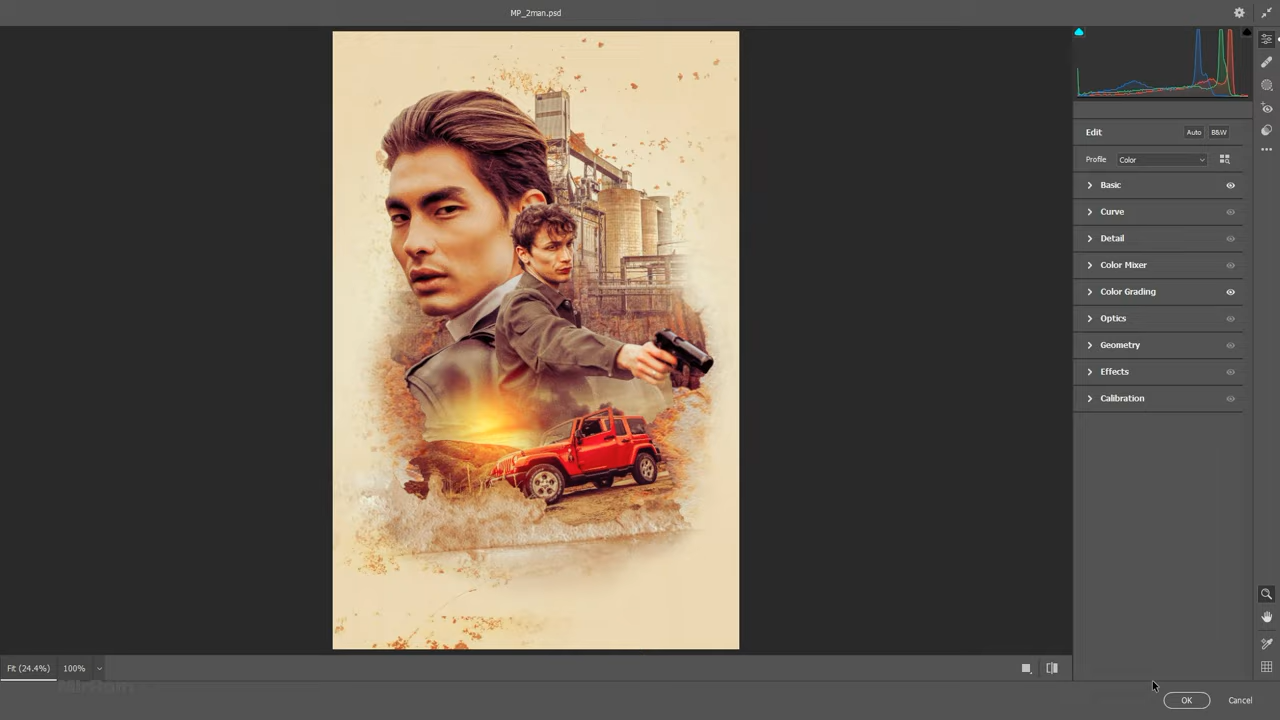 MP_2man.psd
Edit
Auto
B&W
Profile
Color
Basic
Curve
Detail
Color Mixer
Color Grading
Optics
Geometry
Effects
Calibration
Fit (24.4%)
100%
MirRom
OK
Cancel